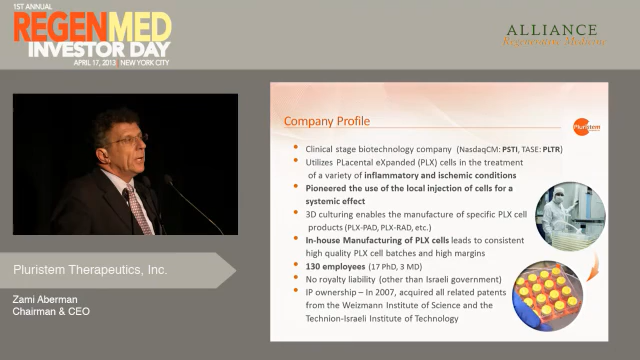 1ST ANNUAL
REGENMED
INVESTOR DAY
APRIL 17, 2013 | NEW YORK CITY
ALLIANCE
Regenerative Medicine
Company Profile
Pluristem
Clinical stage biotechnology company (NasdaqCM: PSTI, TASE: PLTR)
Utilizes PLacental eXpanded (PLX) cells in the treatment
of a variety of inflammatory and ischemic conditions
Pioneered the use of the local injection of cells for a
systemic effect
3D culturing enables the manufacture of specific PLX cell
products (PLX-PAD, PLX-RAD, etc.)
In-house Manufacturing of PLX cells leads to consistent
high quality PLX cell batches and high margins
130 employees (17 PhD, 3 MD)
No royalty liability (other than Israeli government)
IP ownership – In 2007, acquired all related patents
from the Weizmann Institute of Science and the
Technion-Israeli Institute of Technology
Pluristem Therapeutics, Inc.
Zami Aberman
Chairman & CEO